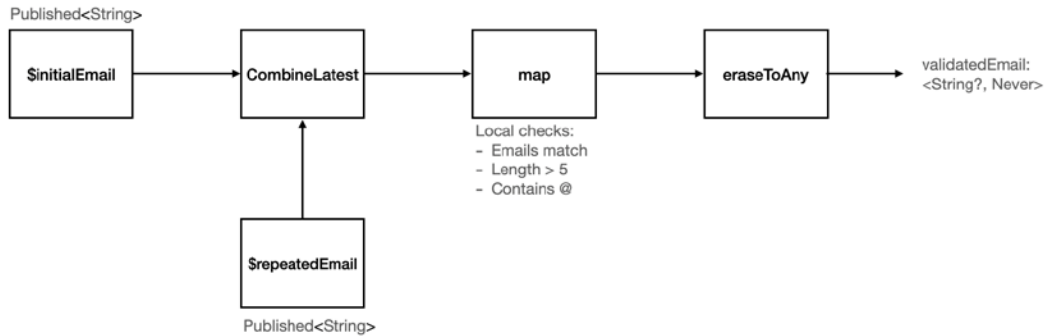 Published<String>
$initialEmail
CombineLatest
map
eraseToAny
validatedEmail:
<String?, Never>
Local checks:
- Emails match
- Length > 5
- Contains @
$repeatedEmail
Published<String>